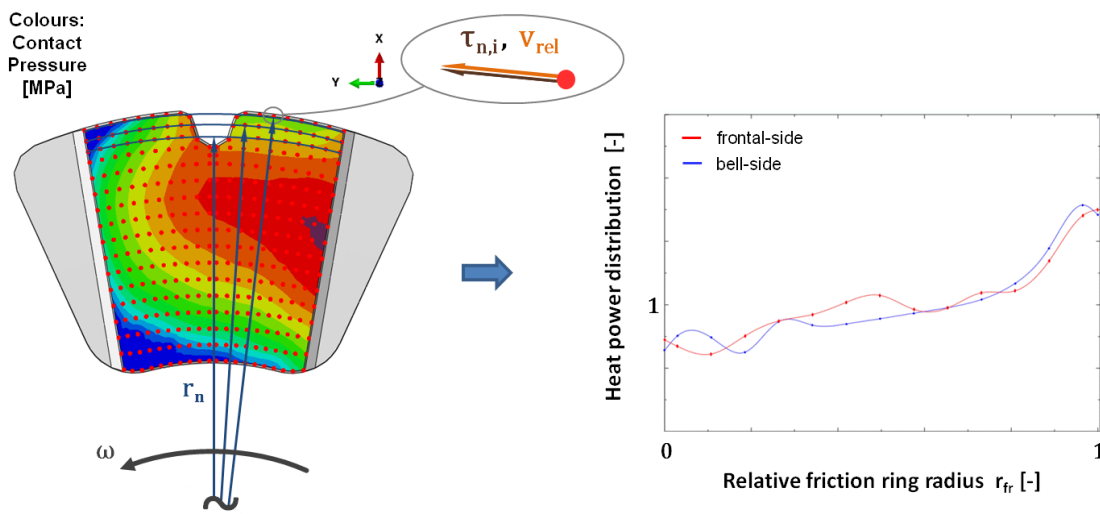 Colours:
Contact
Pressure
[MPa]
X
Y
τn,i, vrel
rn
ω
Heat power distribution [-]
frontal-side
bell-side
1
0
1
Relative friction ring radius rfr [-]